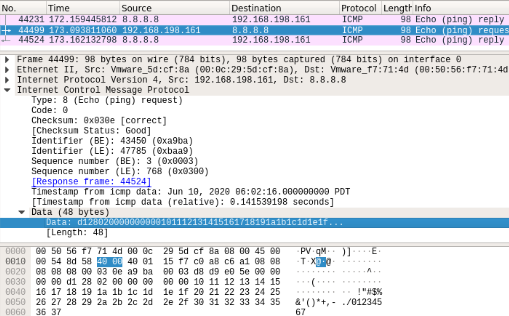 No. Time Source Destination Protocol Length Info
44231 172.159445812 8.8.8.8 192.168.198.161 ICMP 98 Echo (ping) reply
44499 173.093811060 192.168.198.161 8.8.8.8 ICMP 98 Echo (ping) reques
44524 173.162132798 8.8.8.8 192.168.198.161 ICMP 98 Echo (ping) reply
Frame 44499: 98 bytes on wire (784 bits), 98 bytes captured (784 bits) on interface 0
Ethernet II, Src: Vmware_5d:cf:8a (00:0c:29:5d:cf:8a), Dst: Vmware_f7:71:4d (00:50:56:f7:71:4d
Internet Protocol Version 4, Src: 192.168.198.161, Dst: 8.8.8.8
Internet Control Message Protocol
Type: 8 (Echo (ping) request)
Code: 0
Checksum: 0x030e [correct]
[Checksum Status: Good]
Identifier (BE): 43450 (0xa9ba)
Identifier (LE): 47785 (0xbaa9)
Sequence number (BE): 3 (0x0003)
Sequence number (LE): 768 (0x0300)
[Response frame: 44524]
Timestamp from icmp data: Jun 10, 2020 06:02:16.000000000 PDT
[Timestamp from icmp data (relative): 0.141539198 seconds]
Data (48 bytes)
Data: d128020000000000101112131415161718191a1b1c1d1e1f...
[Length: 48]
0000 00 50 56 f7 71 4d 00 0c 29 5d cf 8a 08 00 45 00 ·PV·qM·· )]····E·
0010 00 54 8d 58 40 00 40 01 15 f7 c0 a8 c6 a1 08 08 ·T·X@·@· ········
0020 08 08 08 00 03 0e a9 ba 00 03 d8 d9 e0 5e 00 00 ········ ·····^··
0030 00 00 d1 28 02 00 00 00 00 00 10 11 12 13 14 15 ···(···· ········
0040 16 17 18 19 1a 1b 1c 1d 1e 1f 20 21 22 23 24 25 ········ ·· !"#$%
0050 26 27 28 29 2a 2b 2c 2d 2e 2f 30 31 32 33 34 35 &'()*+,- ./012345
36 37 67